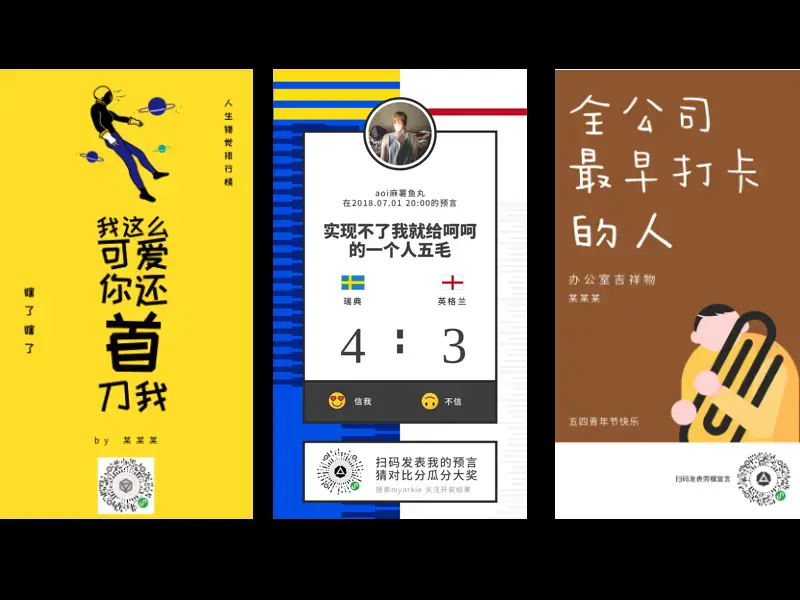 人生错觉排行榜
我这么
可爱
你还
首
刀我
瞎了瞎了
by 某某某
aoi麻薯鱼丸
在2018.07.01 20:00的预言
实现不了我就给呵呵
的一个人五毛
瑞典
英格兰
4 : 3
信我
不信
扫码发表我的预言
猜对比分瓜分大奖
搜索myarkie 关注开奖结果
全公司
最早打卡
的人
办公室吉祥物
某某某
五四青年节快乐
扫码发表劳模宣言